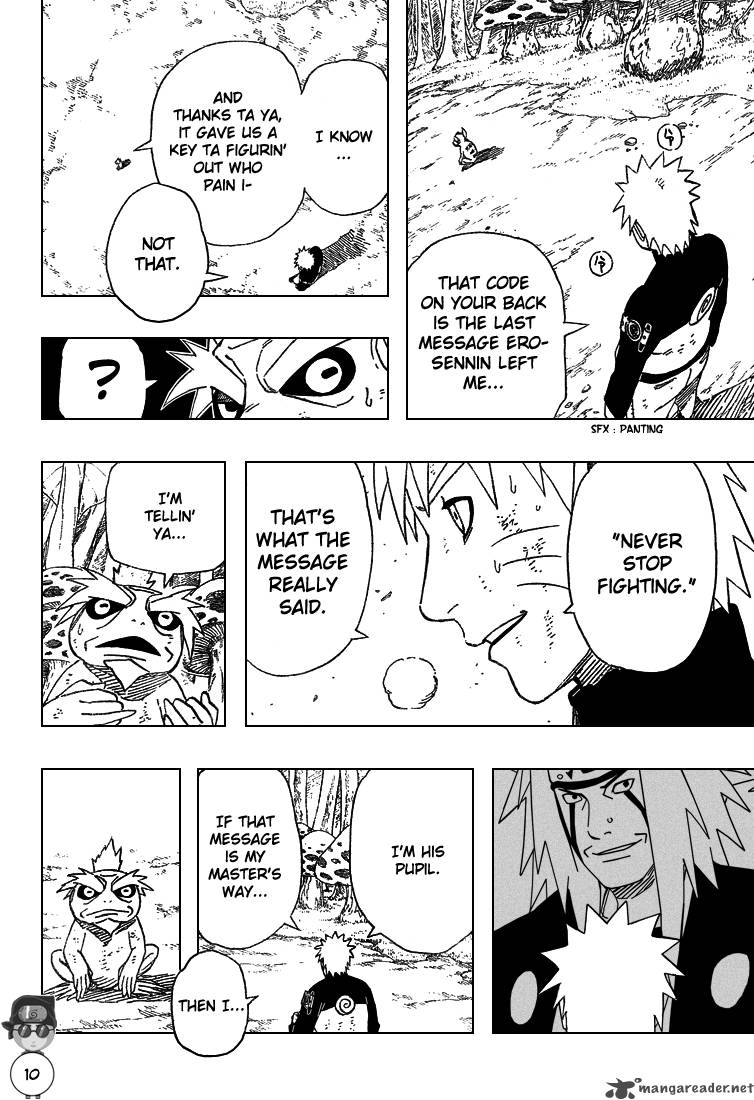 THAT CODE
ON YOUR BACK
IS THE LAST
MESSAGE ERO-
SENNIN LEFT
ME...
SFX : PANTING
I KNOW
...
AND
THANKS TA YA,
IT GAVE US A
KEY TA FIGURIN'
OUT WHO
PAIN I-
NOT
THAT.
?
"NEVER
STOP
FIGHTING."
THAT'S
WHAT THE
MESSAGE
REALLY
SAID.
I'M
TELLIN'
YA...
I'M HIS
PUPIL.
IF THAT
MESSAGE
IS MY
MASTER'S
WAY...
THEN I...
10
mangareader.net